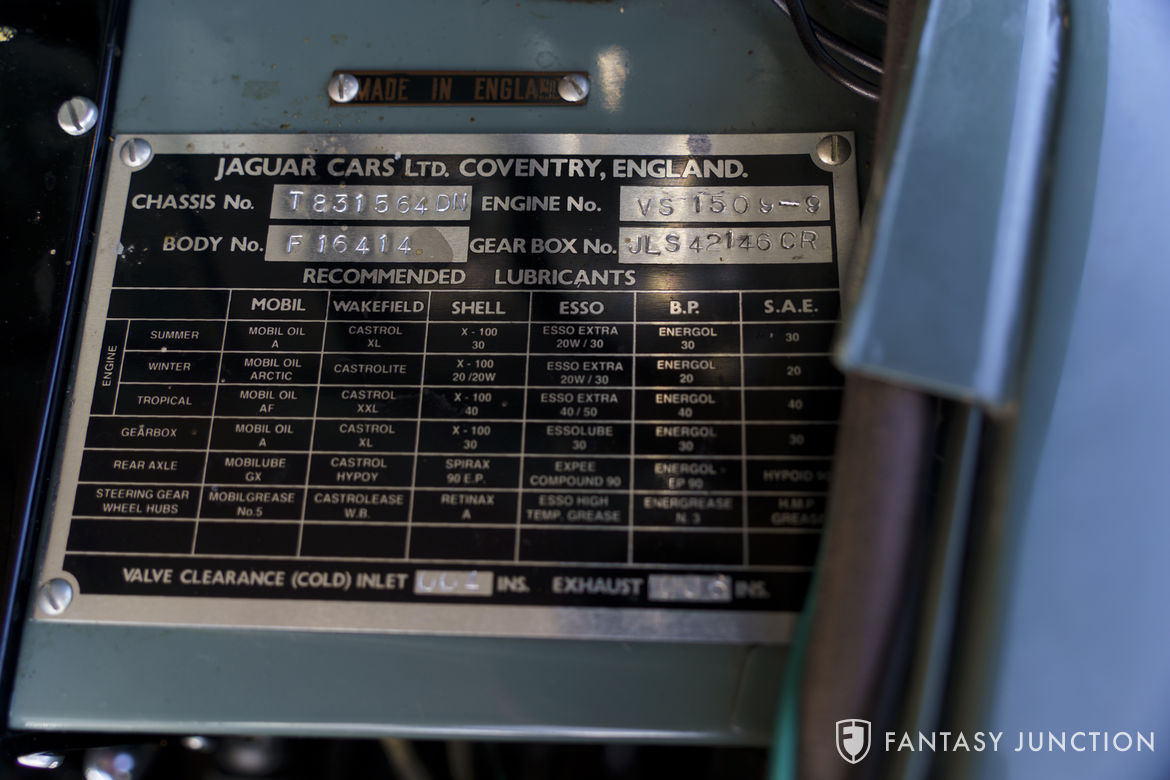 MADE IN ENGLAND
JAGUAR CARS LTD. COVENTRY, ENGLAND.
CHASSIS No. T831564DN ENGINE No. VS 1509-9
BODY No. F16414 GEAR BOX No. JLS42146CR
RECOMMENDED LUBRICANTS
MOBIL WAKEFIELD SHELL ESSO B.P. S.A.E.
ENGINE
SUMMER MOBIL OIL A CASTROL XL X-100 30 ESSO EXTRA 20W/30 ENERGOL 30 30
WINTER MOBIL OIL ARCTIC CASTROLITE X-100 20/20W ESSO EXTRA 20W/30 ENERGOL 20 20
TROPICAL MOBIL OIL AF CASTROL XXL X-100 40 ESSO EXTRA 40/50 ENERGOL 40 40
GEARBOX MOBIL OIL A CASTROL XL X-100 30 ESSOLUBE 30 ENERGOL 30 30
REAR AXLE MOBILUBE GX CASTROL HYPOY SPIRAX 90 E.P. EXPEE COMPOUND 90 ENERGOL EP 90 HYPOID 90
STEERING GEAR WHEEL HUBS MOBILGREASE No.5 CASTROLEASE W.B. RETINAX A ESSO HIGH TEMP. GREASE ENERGREASE N. 3 H.M.P. GREASE
VALVE CLEARANCE (COLD) INLET INS. EXHAUST INS.
FANTASY JUNCTION